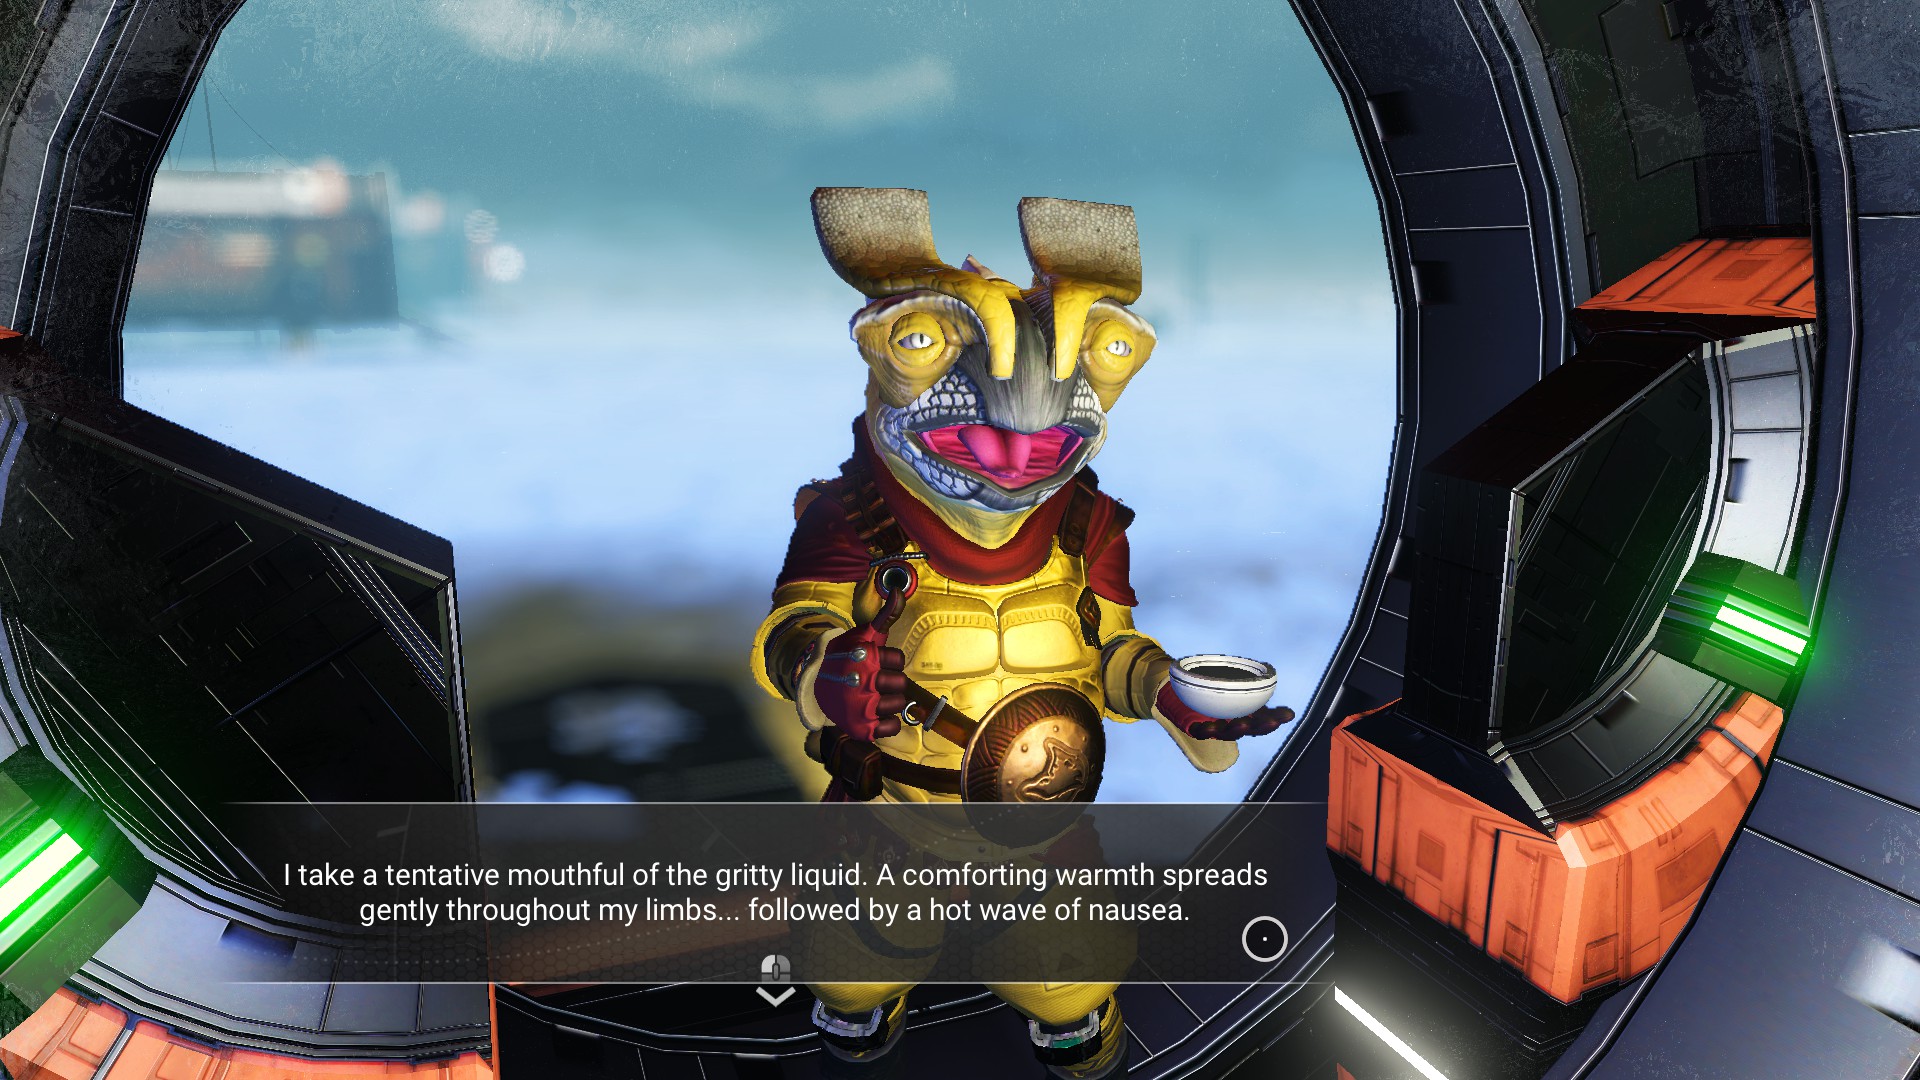 I take a tentative mouthful of the gritty liquid. A comforting warmth spreads
gently throughout my limbs... followed by a hot wave of nausea.